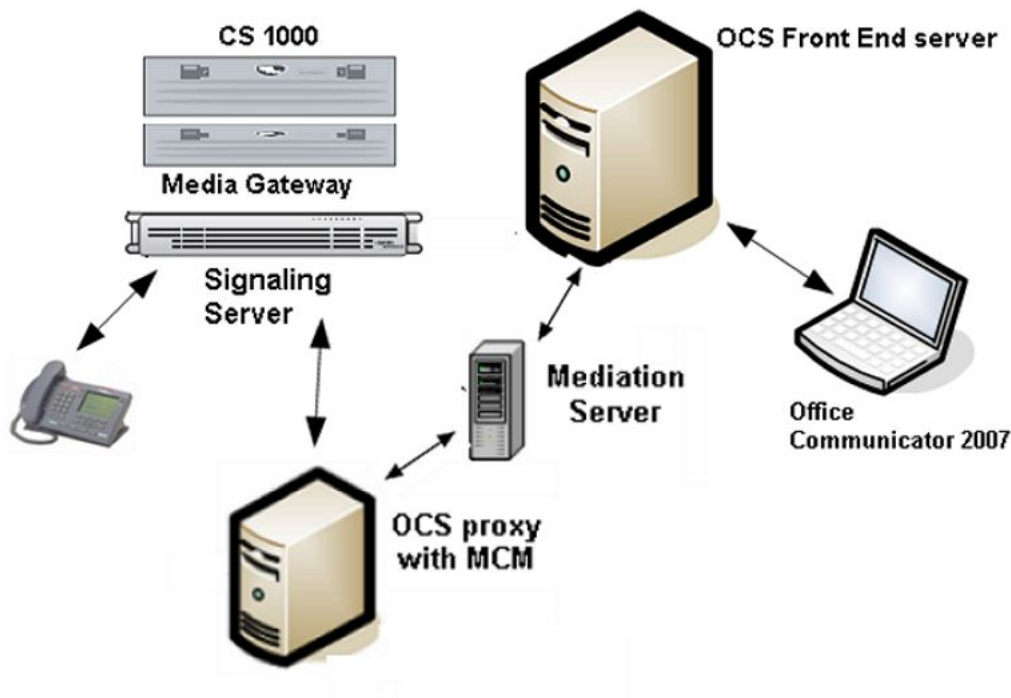 CS 1000
OCS Front End server
Media Gateway
Signaling
Server
Mediation
Server
Office
Communicator 2007
OCS proxy
with MCM